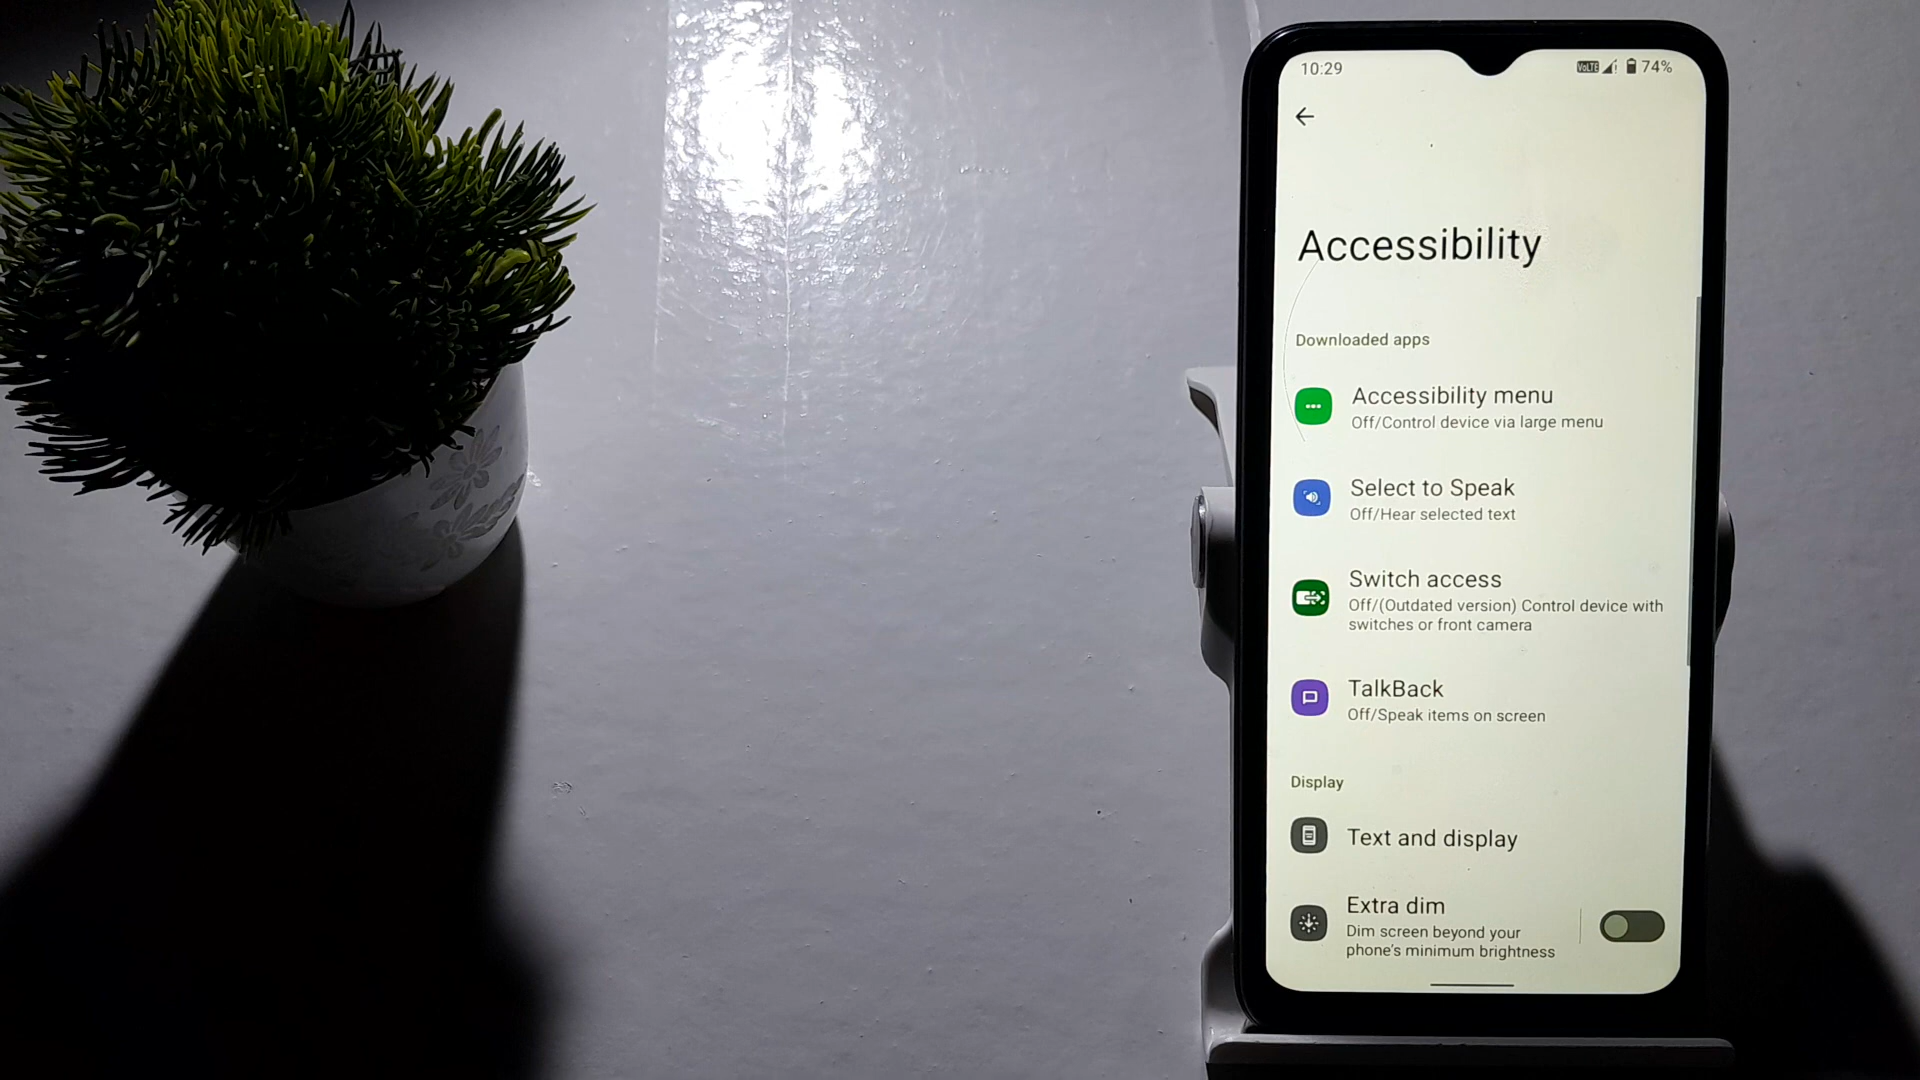 10:29
VoLTE 74%
Accessibility
Downloaded apps
Accessibility menu
Off/Control device via large menu
Select to Speak
Off/Hear selected text
Switch access
Off/(Outdated version) Control device with
switches or front camera
TalkBack
Off/Speak items on screen
Display
Text and display
Extra dim
Dim screen beyond your
phone's minimum brightness